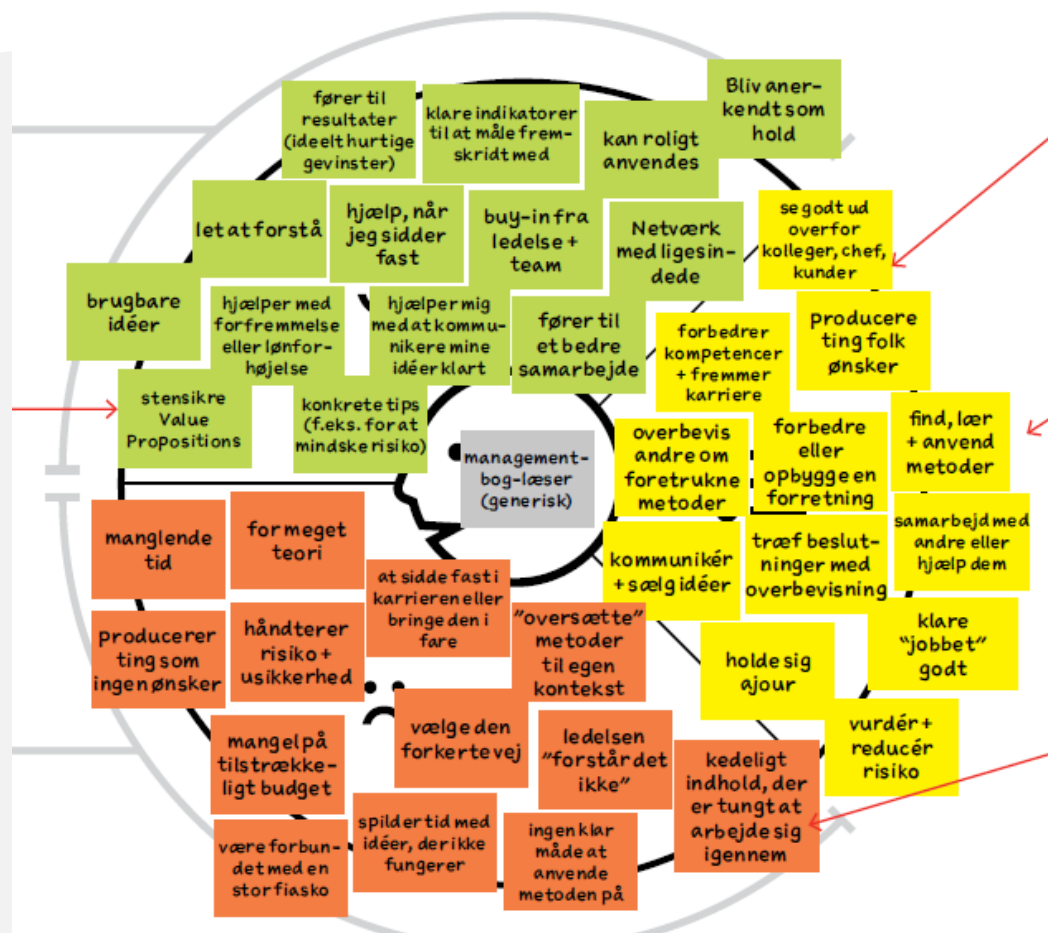 fører til
resultater
(ideelt hurtige
gevinster)
klare indikatorer
til at måle frem-
skridt med
kan roligt
anvendes
Bliv aner-
kendt som
hold
let at forstå
hjælp, når
jeg sidder
fast
buy-in fra
ledelse +
team
Netværk
med ligesin-
dede
brugbare
idéer
hjælper med
forfremmelse
eller lønfor-
højelse
hjælper mig
med at kommu-
nikere mine
idéer klart
fører til
et bedre
samarbejde
stensikre
Value
Propositions
konkrete tips
(f.eks. for at
mindske risiko)
se godt ud
overfor
kolleger, chef,
kunder
forbedrer
kompetencer
+ fremmer
karriere
producere
ting folk
ønsker
management-
bog-læser
(generisk)
overbevis
andre om
foretrukne
metoder
forbedre
eller
opbygge en
forretning
find, lær
+ anvend
metoder
kommunikér
+ sælg idéer
træf beslut-
ninger med
overbevisning
samarbejd med
andre eller
hjælp dem
holde sig
ajour
klare
"jobbet"
godt
vurdér +
reducér
risiko
manglende
tid
for meget
teori
at sidde fast i
karrieren eller
bringe den i
fare
producerer
ting som
ingen ønsker
håndterer
risiko +
usikkerhed
"oversætte"
metoder
til egen
kontekst
mangel på
tilstrække-
ligt budget
vælge den
forkerte vej
ledelsen
"forstår det
ikke"
kedeligt
indhold, der
er tungt at
arbejde sig
igennem
være forbun-
det med en
stor fiasko
spilder tid med
idéer, der ikke
fungerer
ingen klar
måde at
anvende
metoden på